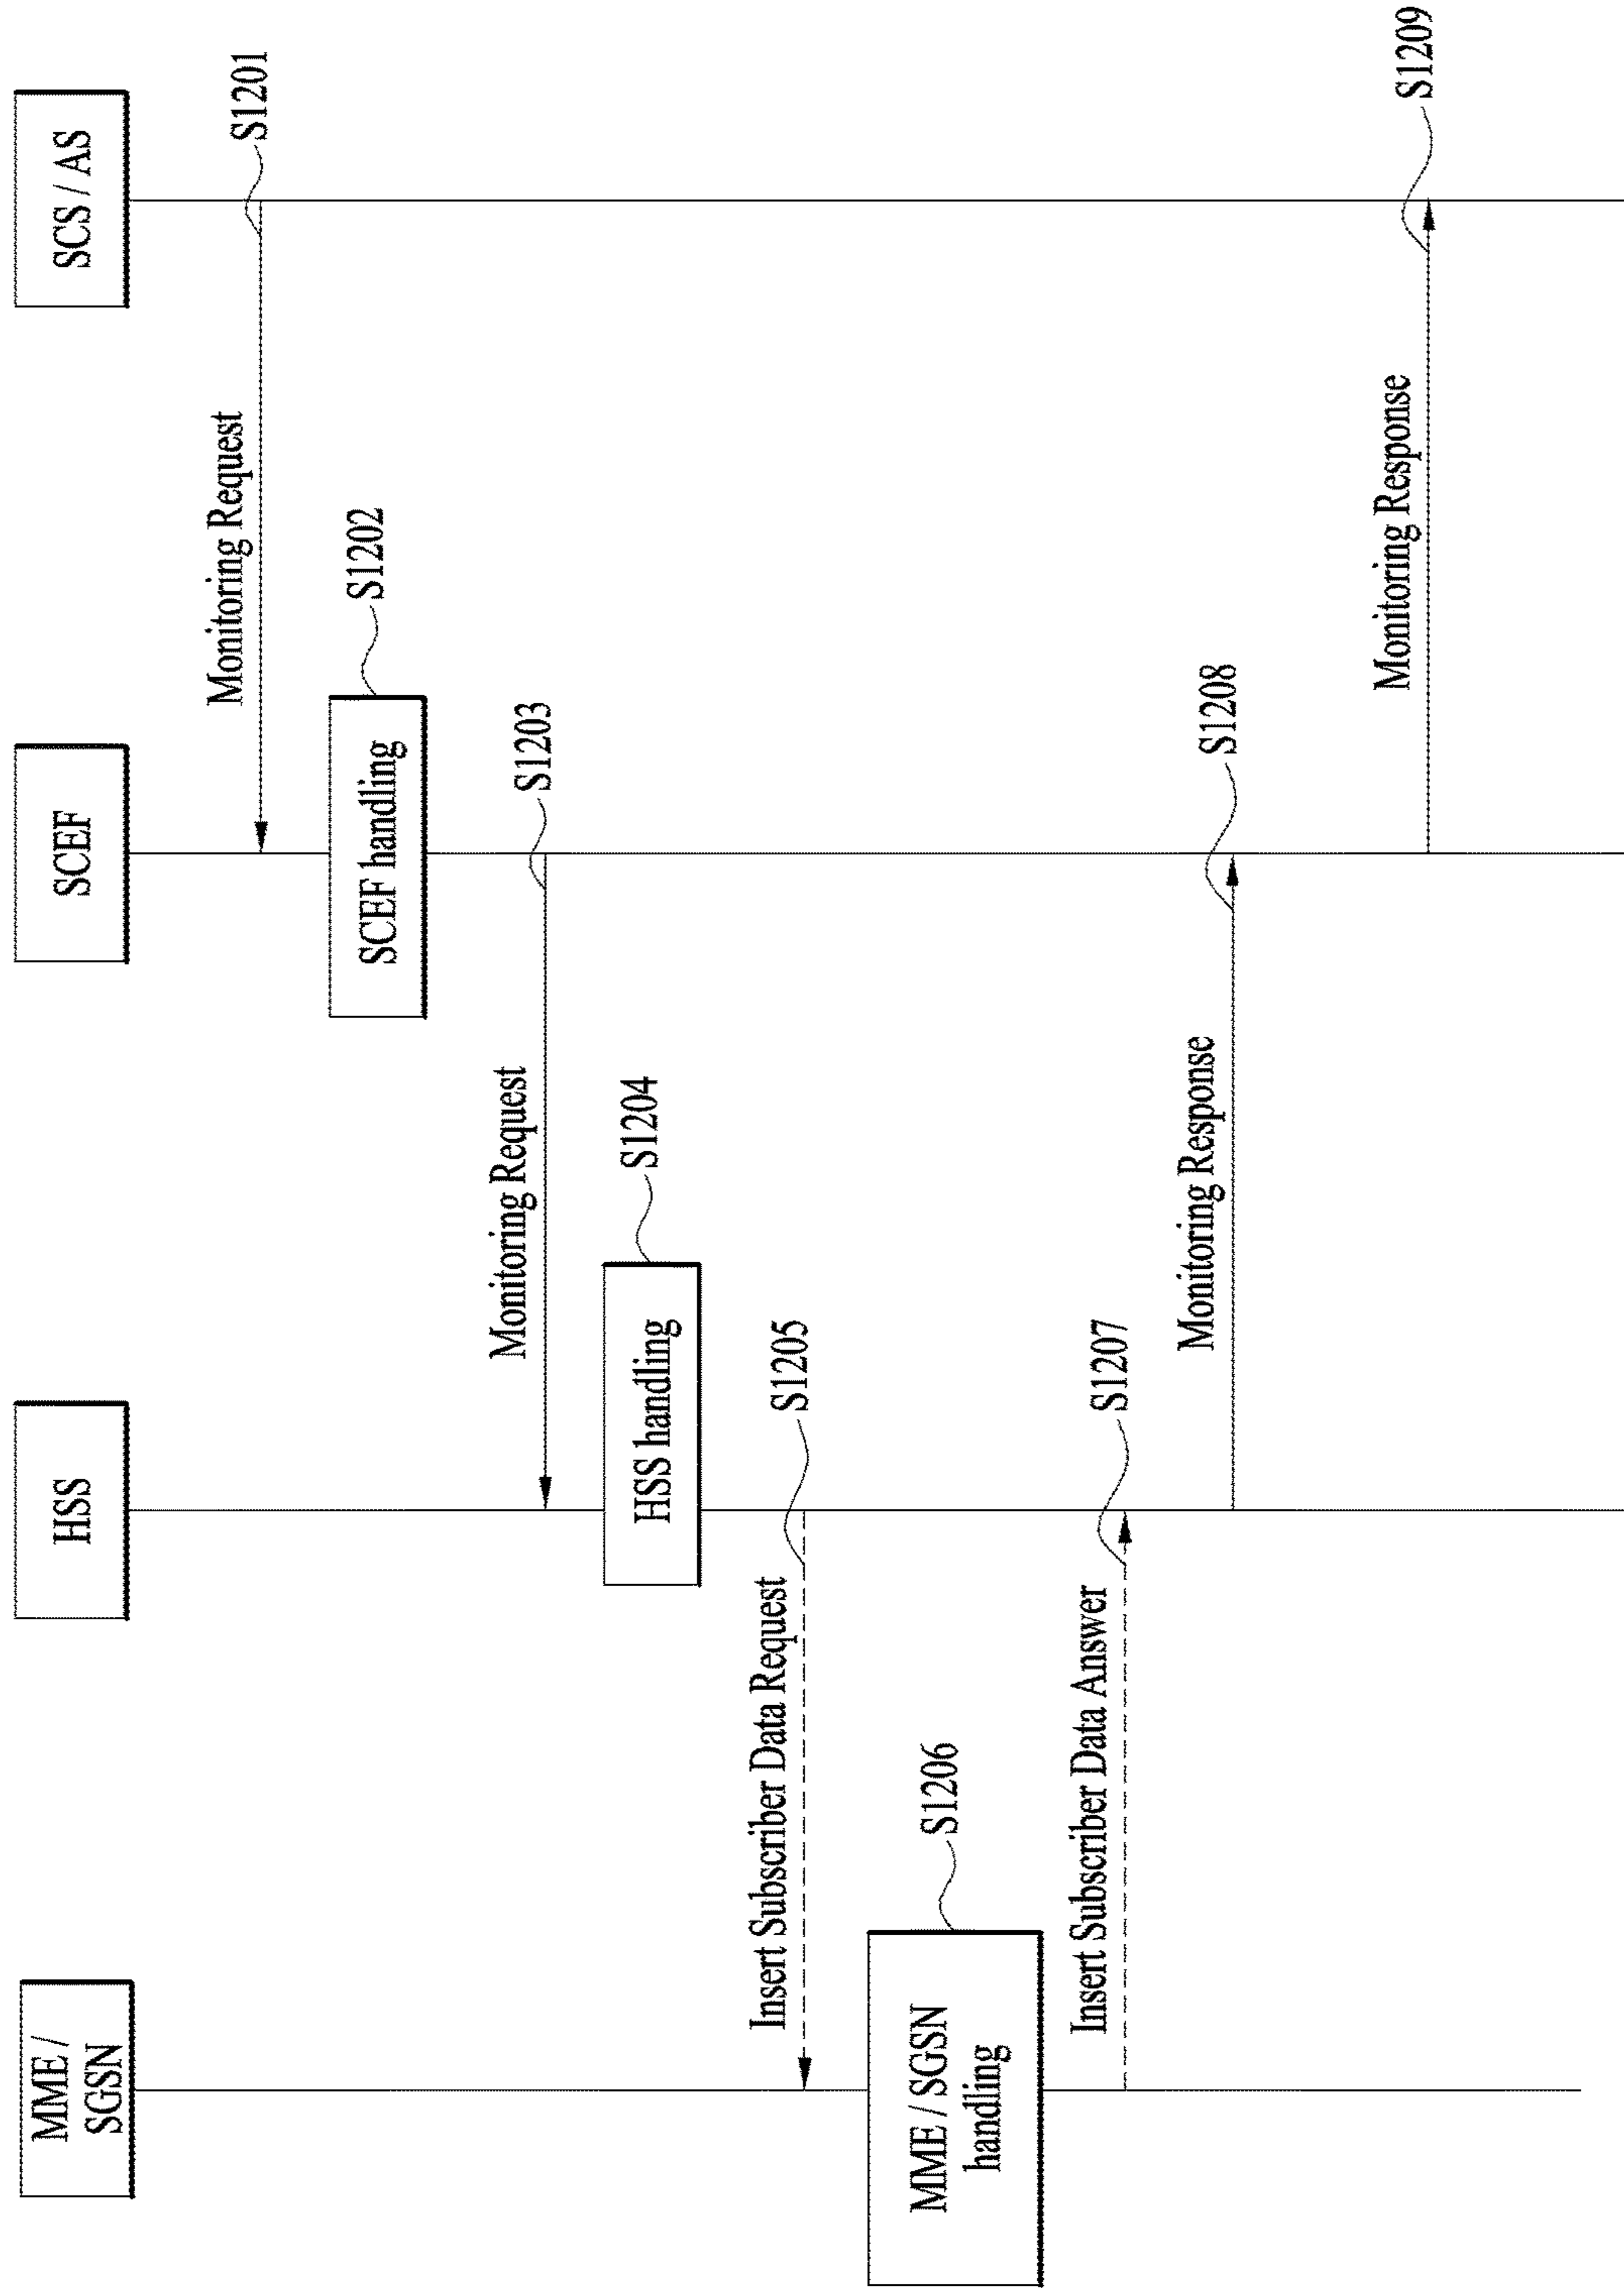 MME /
SGSN
HSS
SCEF
SCS / AS
Monitoring Request
S1201
SCEF handling
S1202
Monitoring Request
S1203
HSS handling
S1204
Insert Subscriber Data Request
S1205
MME / SGSN
handling
S1206
Insert Subscriber Data Answer
S1207
Monitoring Response
S1208
Monitoring Response
S1209